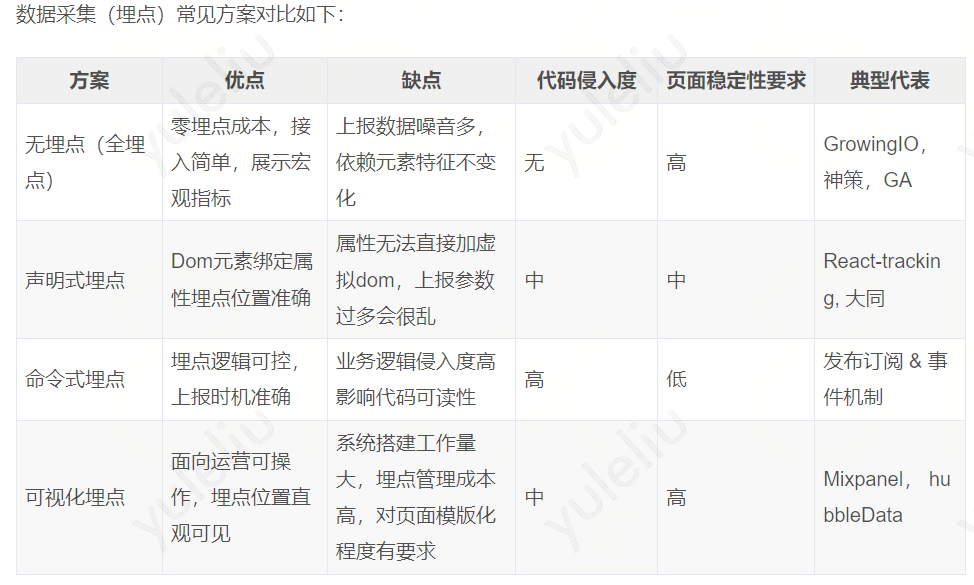 数据采集（埋点）常见方案对比如下：
方案 优点 缺点 代码侵入度 页面稳定性要求 典型代表
无埋点（全埋
点）
零埋点成本，接
入简单，展示宏
观指标
上报数据噪音多，
依赖元素特征不变
化
无
高
GrowingIO，
神策，GA
声明式埋点
Dom元素绑定属
性埋点位置准确
属性无法直接加虚
拟dom，上报参数
过多会很乱
中
中
React-trackin
g, 大同
命令式埋点
埋点逻辑可控，
上报时机准确
业务逻辑侵入度高
影响代码可读性
高
低
发布订阅 & 事
件机制
可视化埋点
面向运营可操
作，埋点位置直
观可见
系统搭建工作量
大，埋点管理成本
高，对页面模版化
程度有要求
中
高
Mixpanel， hu
bbleData
yuleliu
yuleliu
yuleliu
yuleliu